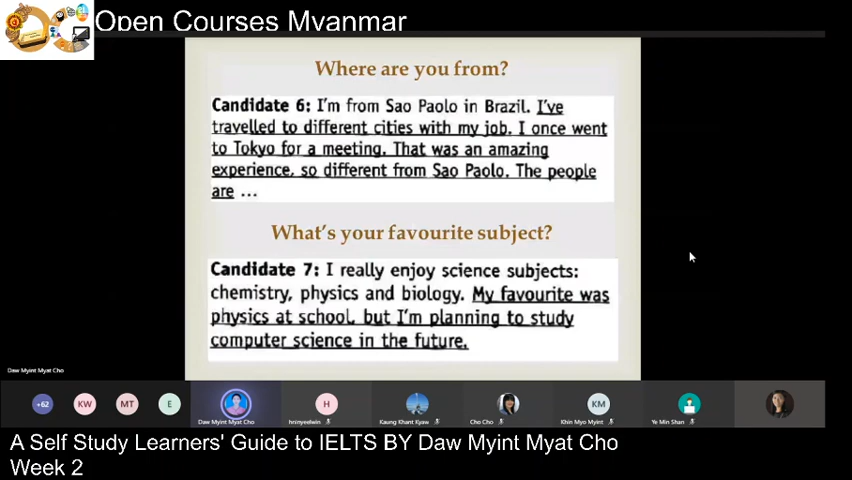 Open Courses Myanmar
Where are you from?
Candidate 6: I'm from Sao Paolo in Brazil. I've
travelled to different cities with my job. I once went
to Tokyo for a meeting. That was an amazing
experience, so different from Sao Paolo. The people
are ...
What's your favourite subject?
Candidate 7: I really enjoy science subjects:
chemistry, physics and biology. My favourite was
physics at school, but I'm planning to study
computer science in the future.
Daw Myint Myat Cho
+62
KW
MT
E
H
KM
Daw Myint Myat Cho
hninyeelwin
Kaung Khant Kyaw
Cho Cho
Khin Myo Myint
Ye Min Shan
A Self Study Learners' Guide to IELTS BY Daw Myint Myat Cho
Week 2